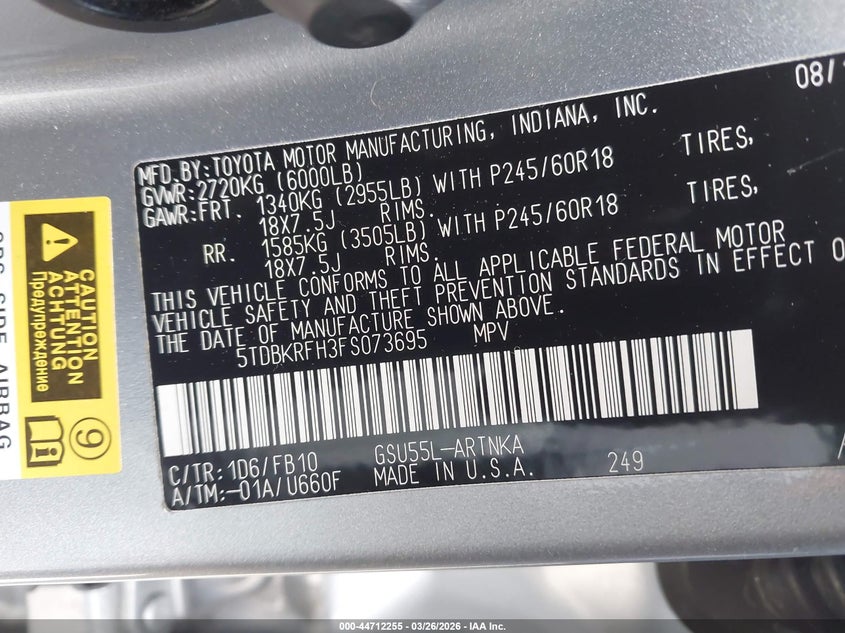 08/1
MFD.BY:TOYOTA MOTOR MANUFACTURING, INDIANA, INC.
GVWR:2720KG (6000LB)
GAWR:FRT. 1340KG (2955LB) WITH P245/60R18 TIRES,
18X7.5J RIMS.
RR. 1585KG (3505LB) WITH P245/60R18 TIRES,
18X7.5J RIMS.
THIS VEHICLE CONFORMS TO ALL APPLICABLE FEDERAL MOTOR
VEHICLE SAFETY AND THEFT PREVENTION STANDARDS IN EFFECT O
THE DATE OF MANUFACTURE SHOWN ABOVE.
5TDBKRFH3FS073695 MPV
C/TR:1D6/FB10 GSU55L-ARTNKA 249
A/TM:-01A/U660F MADE IN U.S.A.
CAUTION
ATTENTION
ACHTUNG
Предупреждение
9
SRS SIDE AIRBAG
000-44712255 - 03/26/2026 - IAA Inc.